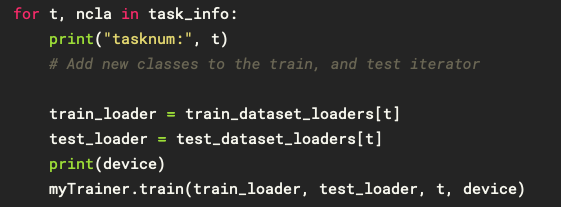 for t, ncla in task_info:
    print("tasknum:", t)
    # Add new classes to the train, and test iterator

    train_loader = train_dataset_loaders[t]
    test_loader = test_dataset_loaders[t]
    print(device)
    myTrainer.train(train_loader, test_loader, t, device)